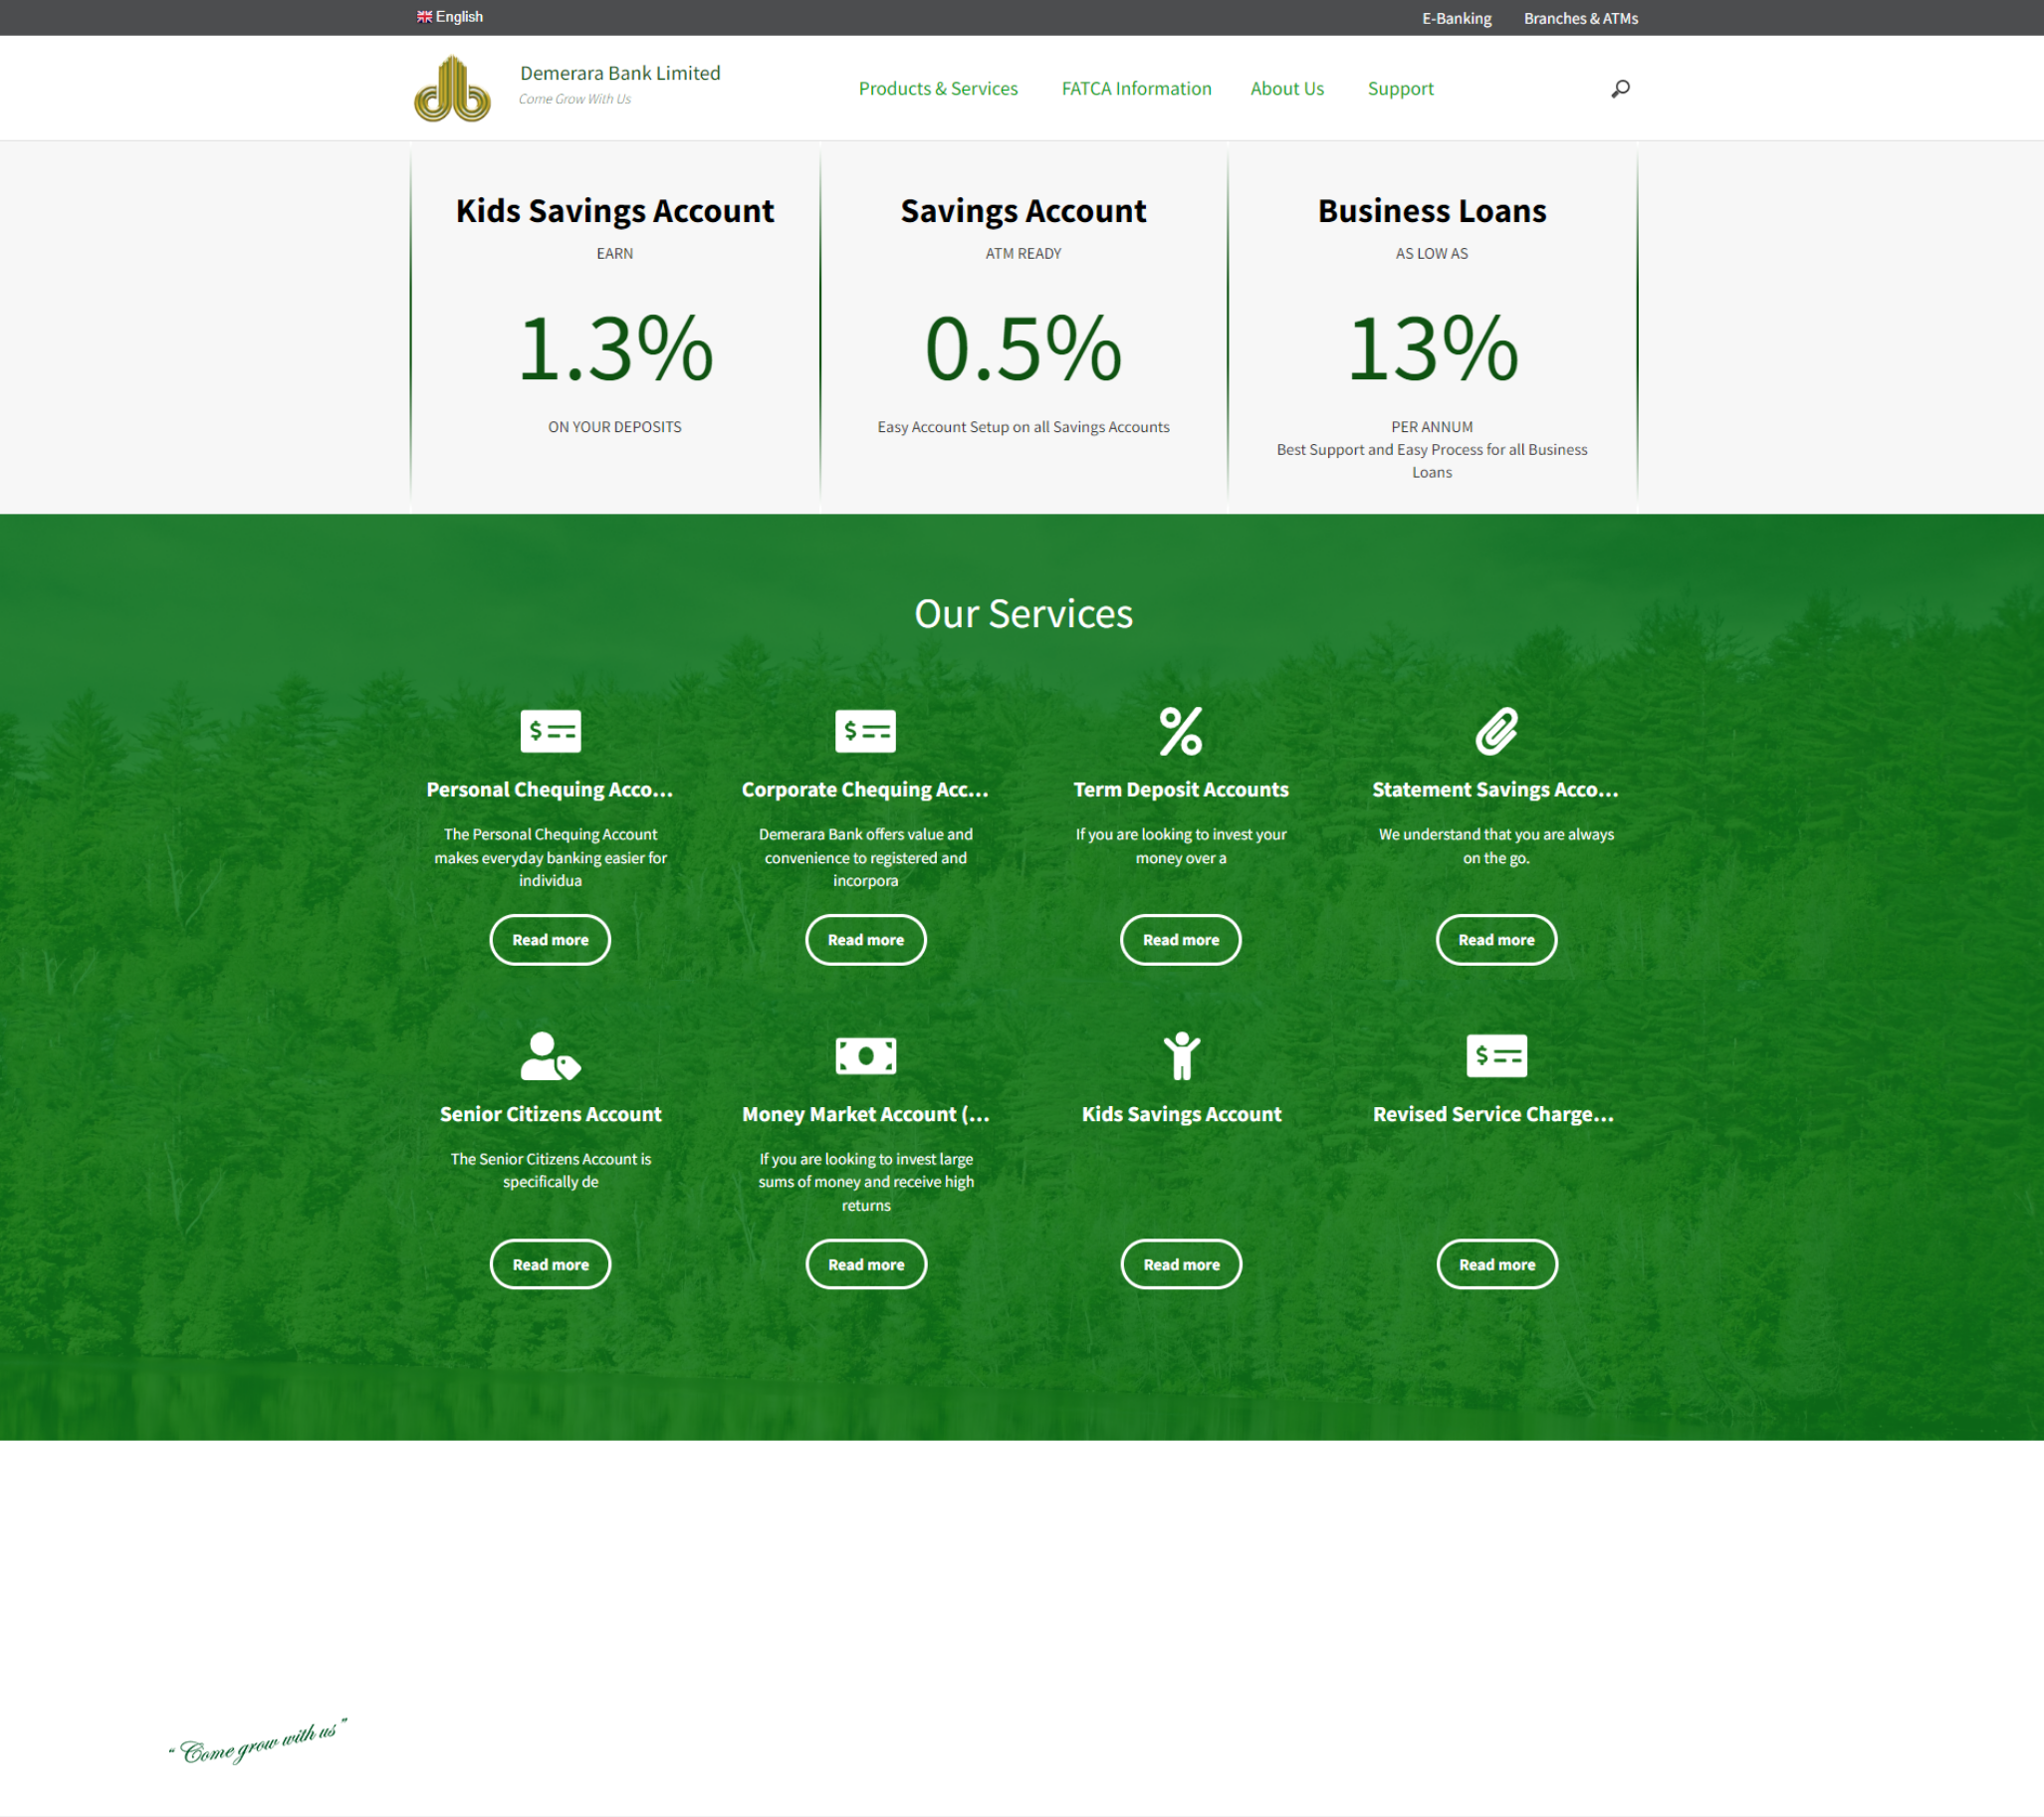 English
E-Banking
Branches & ATMs
Demerara Bank Limited
Come Grow With Us
Products & Services
FATCA Information
About Us
Support
Kids Savings Account
EARN
1.3%
ON YOUR DEPOSITS
Savings Account
ATM READY
0.5%
Easy Account Setup on all Savings Accounts
Business Loans
AS LOW AS
13%
PER ANNUM
Best Support and Easy Process for all Business
Loans
Our Services
Personal Chequing Acco...
The Personal Chequing Account
makes everyday banking easier for
individua
Read more
Corporate Chequing Acc...
Demerara Bank offers value and
convenience to registered and
incorpora
Read more
Term Deposit Accounts
If you are looking to invest your
money over a
Read more
Statement Savings Acco...
We understand that you are always
on the go.
Read more
Senior Citizens Account
The Senior Citizens Account is
specifically de
Read more
Money Market Account (...
If you are looking to invest large
sums of money and receive high
returns
Read more
Kids Savings Account
Read more
Revised Service Charge...
Read more
"Come grow with us"